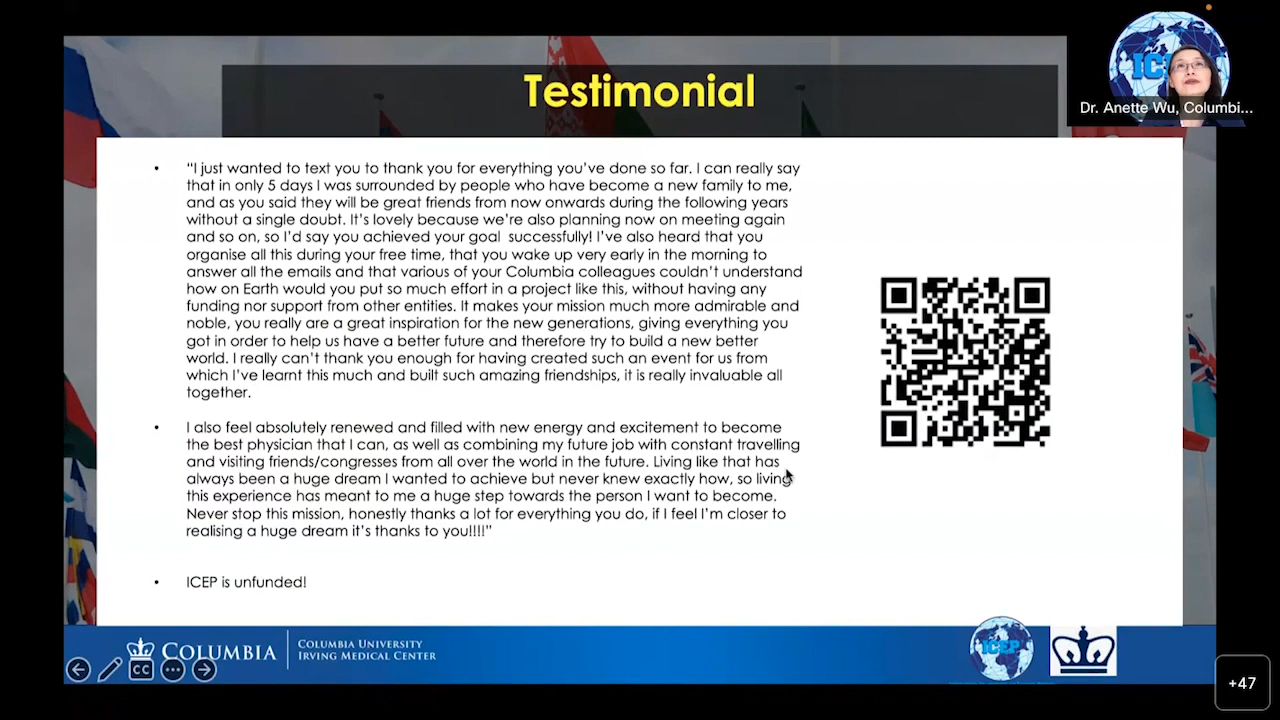 Testimonial
ICEP
Dr. Anette Wu, Columbi...
• "I just wanted to text you to thank you for everything you've done so far. I can really say
that in only 5 days I was surrounded by people who have become a new family to me,
and as you said they will be great friends from now onwards during the following years
without a single doubt. It's lovely because we're also planning now on meeting again
and so on, so I'd say you achieved your goal successfully! I've also heard that you
organise all this during your free time, that you wake up very early in the morning to
answer all the emails and that various of your Columbia colleagues couldn't understand
how on Earth would you put so much effort in a project like this, without having any
funding nor support from other entities. It makes your mission much more admirable and
noble, you really are a great inspiration for the new generations, giving everything you
got in order to help us have a better future and therefore try to build a new better
world. I really can't thank you enough for having created such an event for us from
which I've learnt this much and built such amazing friendships, it is really invaluable all
together.
• I also feel absolutely renewed and filled with new energy and excitement to become
the best physician that I can, as well as combining my future job with constant travelling
and visiting friends/congresses from all over the world in the future. Living like that has
always been a huge dream I wanted to achieve but never knew exactly how, so living
this experience has meant to me a huge step towards the person I want to become.
Never stop this mission, honestly thanks a lot for everything you do, if I feel I'm closer to
realising a huge dream it's thanks to you!!!!"
• ICEP is unfunded!
COLUMBIA
COLUMBIA UNIVERSITY
IRVING MEDICAL CENTER
ICEP
CC
+47